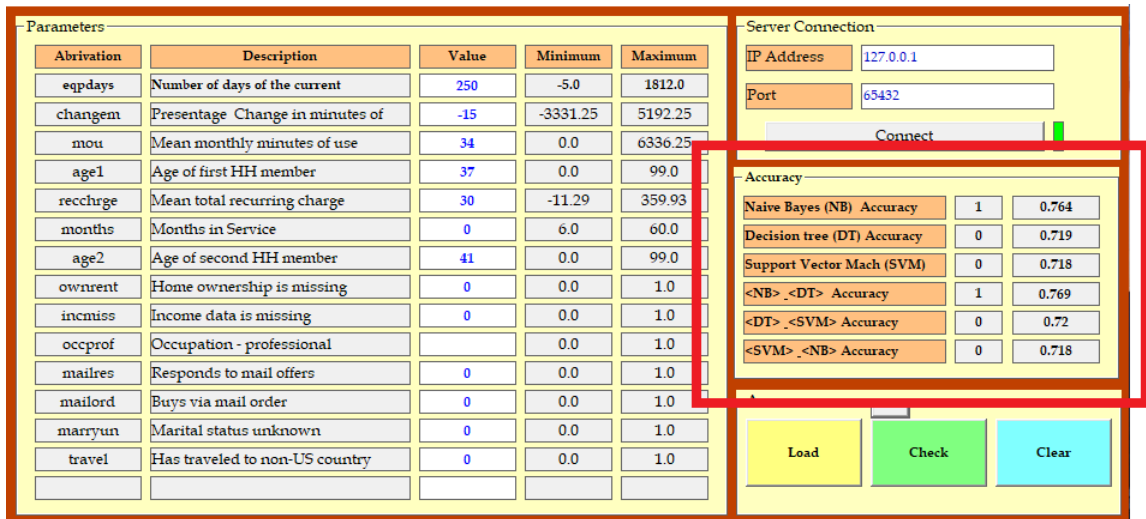 Parameters
Abrivation Description Value Minimum Maximum
eqpdays Number of days of the current 250 -5.0 1812.0
changem Presentage Change in minutes of -15 -3331.25 5192.25
mou Mean monthly minutes of use 34 0.0 6336.25
age1 Age of first HH member 37 0.0 99.0
recchrge Mean total recurring charge 30 -11.29 359.93
months Months in Service 0 6.0 60.0
age2 Age of second HH member 41 0.0 99.0
ownrent Home ownership is missing 0 0.0 1.0
incmiss Income data is missing 0 0.0 1.0
occprof Occupation - professional 0.0 1.0
mailres Responds to mail offers 0 0.0 1.0
mailord Buys via mail order 0 0.0 1.0
marryun Marital status unknown 0 0.0 1.0
travel Has traveled to non-US country 0 0.0 1.0
Server Connection
IP Address 127.0.0.1
Port 65432
Connect
Accuracy
Naive Bayes (NB) Accuracy 1 0.764
Decision tree (DT) Accuracy 0 0.719
Support Vector Mach (SVM) 0 0.718
<NB>_<DT> Accuracy 1 0.769
<DT>_<SVM> Accuracy 0 0.72
<SVM>_<NB> Accuracy 0 0.718
Load Check Clear